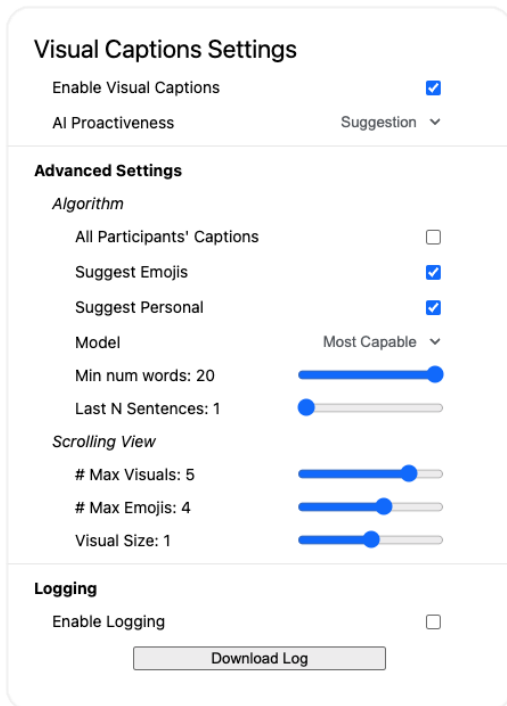 Visual Captions Settings
Enable Visual Captions
AI Proactiveness Suggestion
Advanced Settings
Algorithm
All Participants' Captions
Suggest Emojis
Suggest Personal
Model Most Capable
Min num words: 20
Last N Sentences: 1
Scrolling View
# Max Visuals: 5
# Max Emojis: 4
Visual Size: 1
Logging
Enable Logging
Download Log